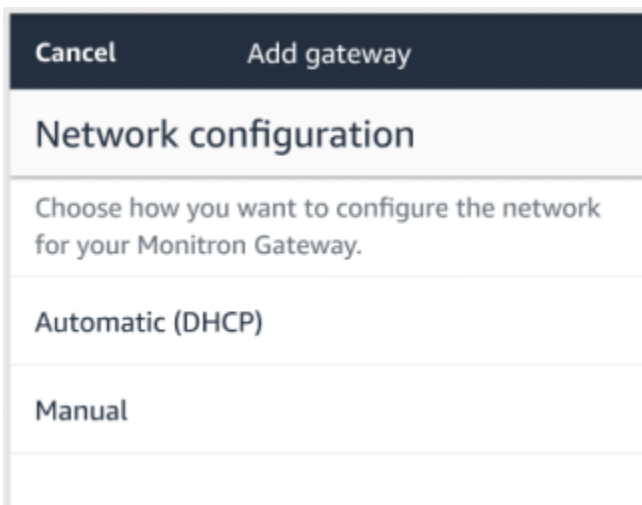 Cancel Add gateway
Network configuration
Choose how you want to configure the network
for your Monitron Gateway.
Automatic (DHCP)
Manual